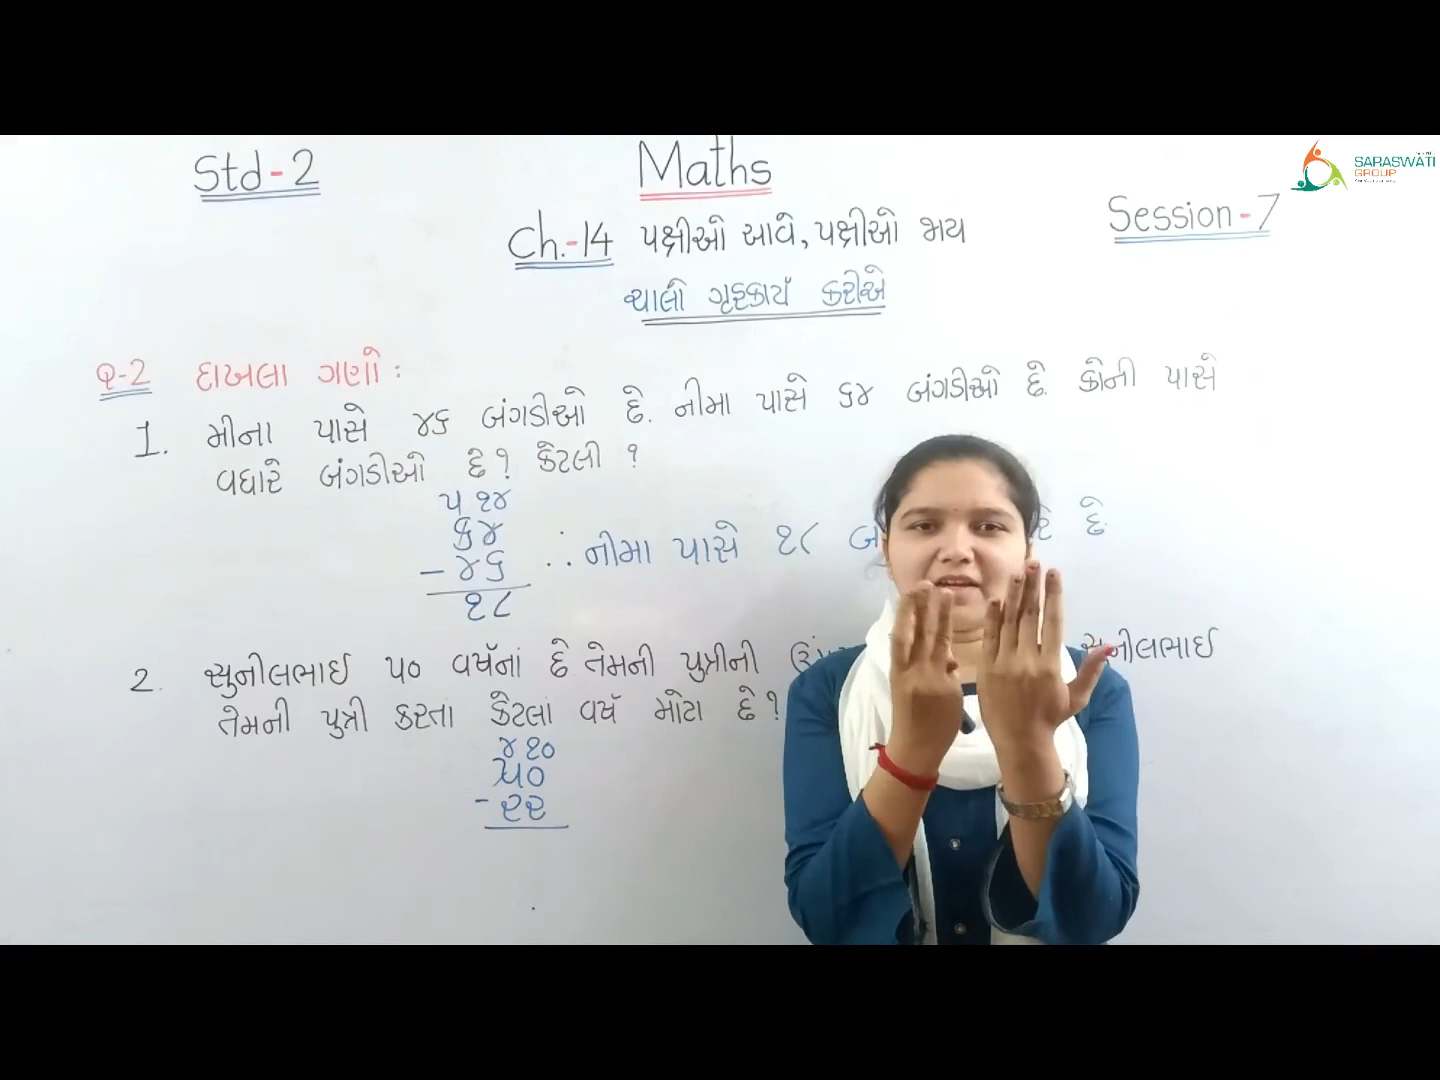 Std-2
Maths
SARASWATI
GROUP
Session-7
Ch.-14 પક્ષીઓ આવે, પક્ષીઓ જાય
ચાલો ગૃહકાર્ય કરીએ
Q-2 દાખલા ગણો :
1. મીના પાસે ૪૬ બંગડીઓ છે. નીમા પાસે ૬૪ બંગડીઓ છે. કોની પાસે
વધારે બંગડીઓ છે? કેટલી ?
૫ ૧૪
૬૪
- ૪૬
૧૮
∴ નીમા પાસે ૧૮ છે.
2. સુનીલભાઈ ૫૦ વર્ષનાં છે તેમની પુત્રીની સુનીલભાઈ
તેમની પુત્રી કરતા કેટલાં વર્ષ મોટા છે?
૪ ૧૦
૫૦
- ૨૨